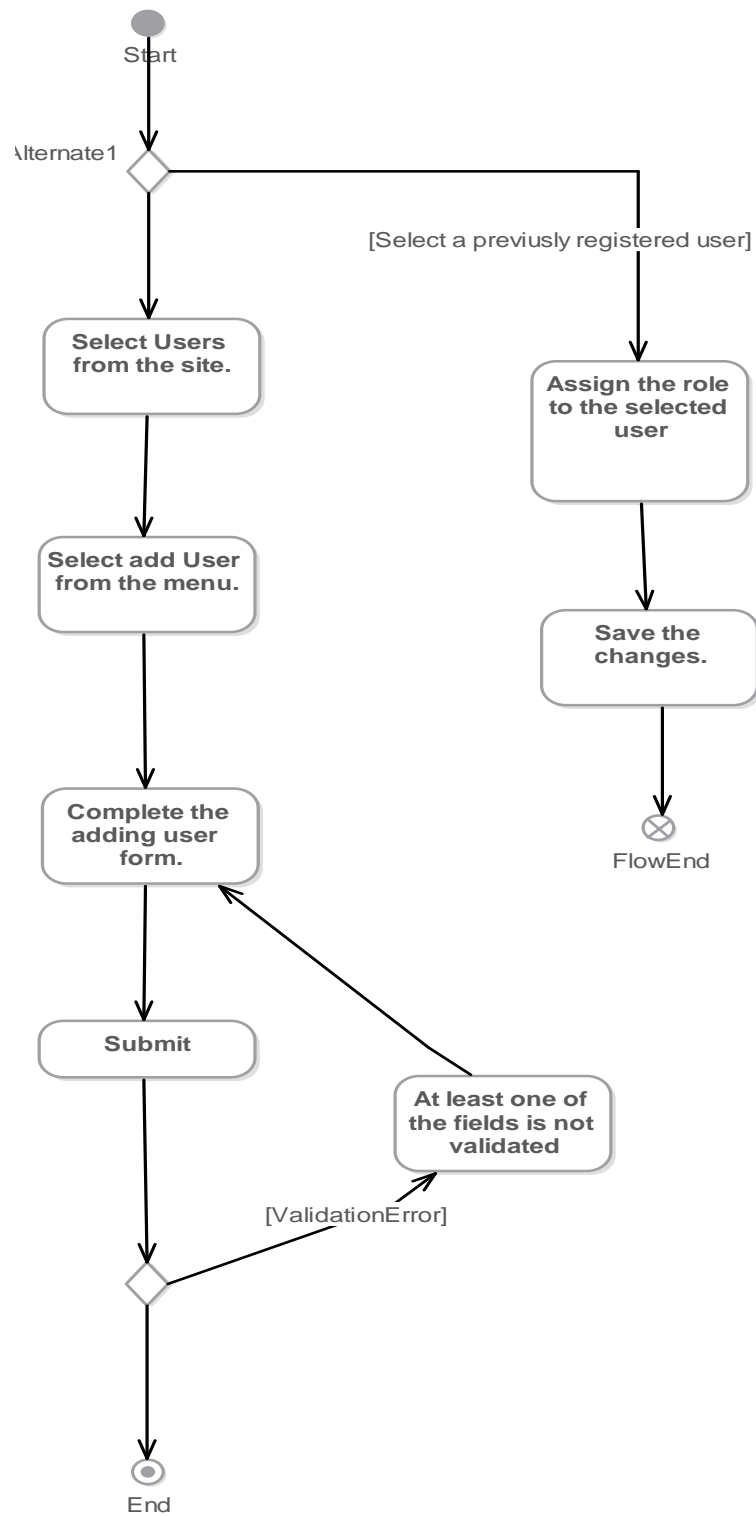 Start
lternate1
[Select a previusly registered user]
Select Users
from the site.
Assign the role
to the selected
user
Select add User
from the menu.
Save the
changes.
Complete the
adding user
form.
FlowEnd
Submit
At least one of
the fields is not
validated
[ValidationError]
End